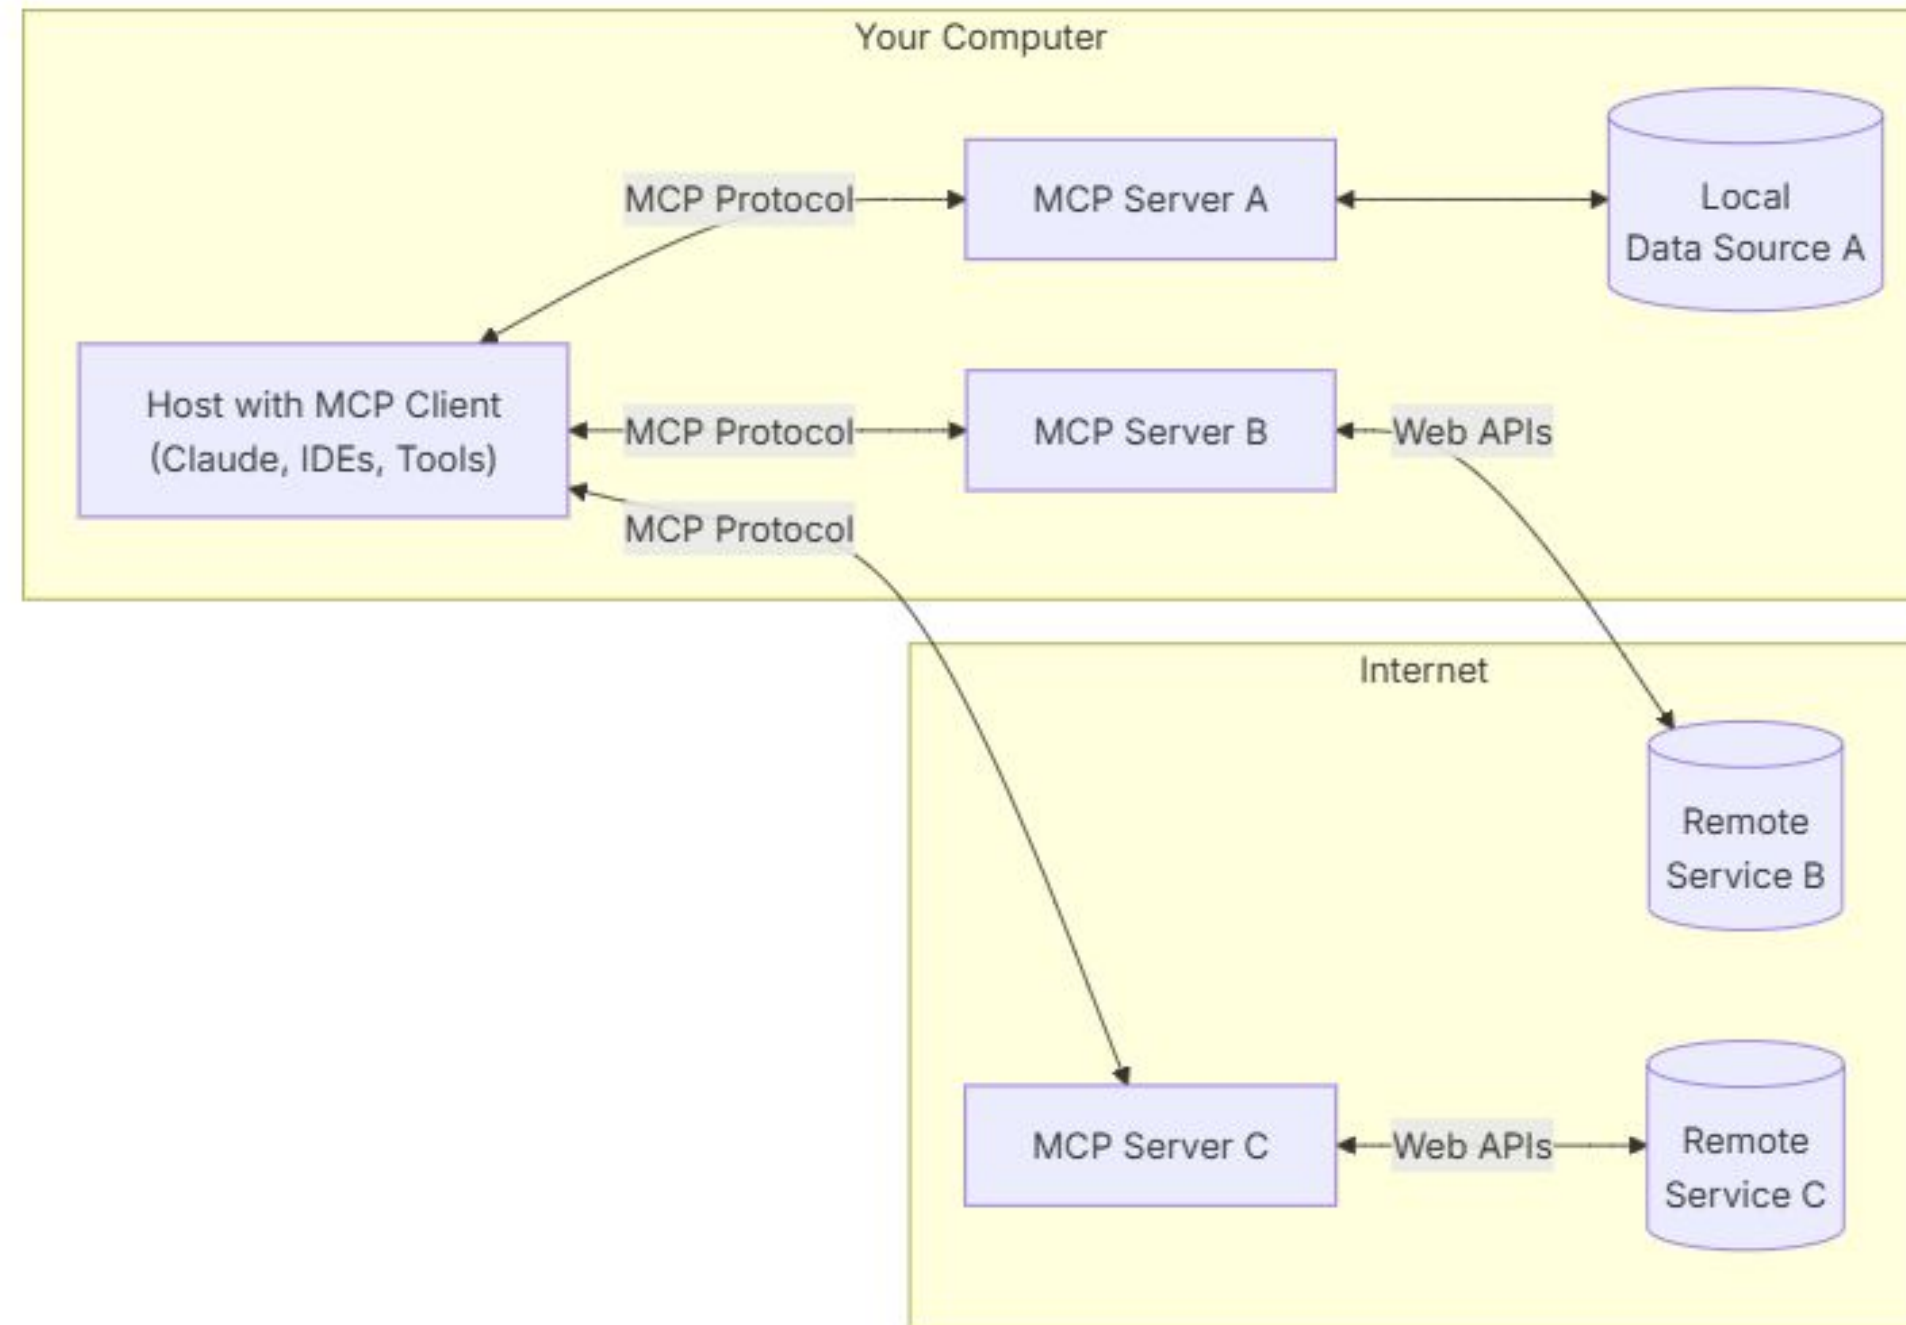 Your Computer
MCP Protocol
MCP Server A
Local
Data Source A
Host with MCP Client
(Claude, IDEs, Tools)
MCP Protocol
MCP Server B
Web APIs
MCP Protocol
Internet
Remote
Service B
MCP Server C
Web APIs
Remote
Service C